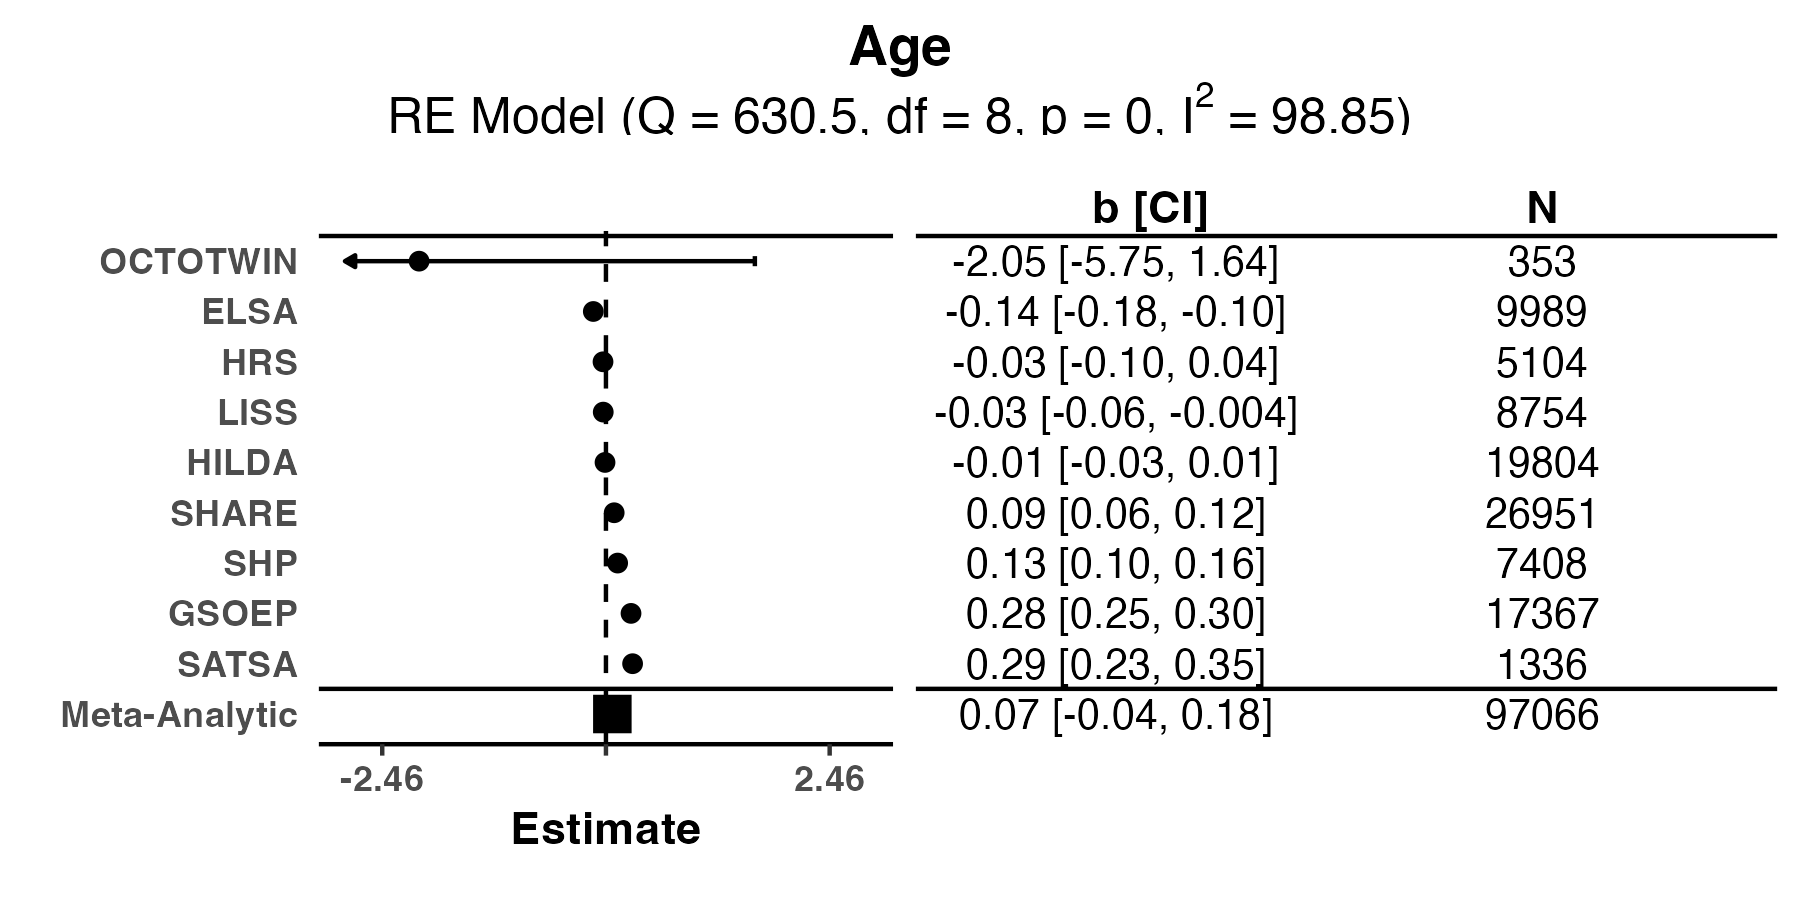 Age
RE Model (Q = 630.5, df = 8, p = 0, I² = 98.85)
b [CI] N
OCTOTWIN -2.05 [-5.75, 1.64] 353
ELSA -0.14 [-0.18, -0.10] 9989
HRS -0.03 [-0.10, 0.04] 5104
LISS -0.03 [-0.06, -0.004] 8754
HILDA -0.01 [-0.03, 0.01] 19804
SHARE 0.09 [0.06, 0.12] 26951
SHP 0.13 [0.10, 0.16] 7408
GSOEP 0.28 [0.25, 0.30] 17367
SATSA 0.29 [0.23, 0.35] 1336
Meta-Analytic 0.07 [-0.04, 0.18] 97066
-2.46 2.46
Estimate